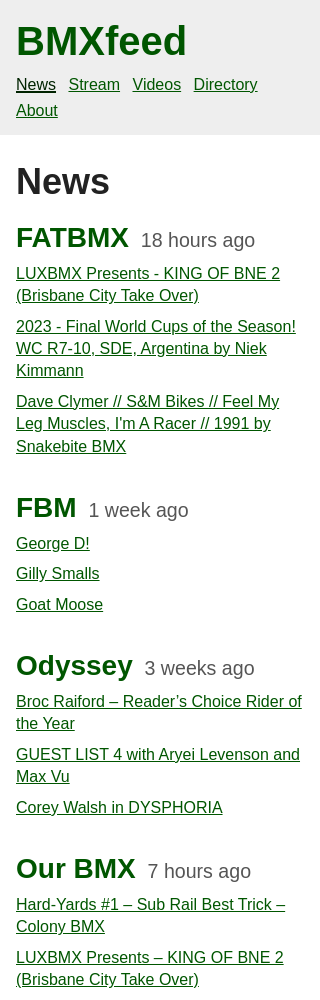 BMXfeed
News Stream Videos Directory
About
News
FATBMX 18 hours ago
LUXBMX Presents - KING OF BNE 2
(Brisbane City Take Over)
2023 - Final World Cups of the Season!
WC R7-10, SDE, Argentina by Niek
Kimmann
Dave Clymer // S&M Bikes // Feel My
Leg Muscles, I'm A Racer // 1991 by
Snakebite BMX
FBM 1 week ago
George D!
Gilly Smalls
Goat Moose
Odyssey 3 weeks ago
Broc Raiford – Reader’s Choice Rider of
the Year
GUEST LIST 4 with Aryei Levenson and
Max Vu
Corey Walsh in DYSPHORIA
Our BMX 7 hours ago
Hard-Yards #1 – Sub Rail Best Trick –
Colony BMX
LUXBMX Presents – KING OF BNE 2
(Brisbane City Take Over)